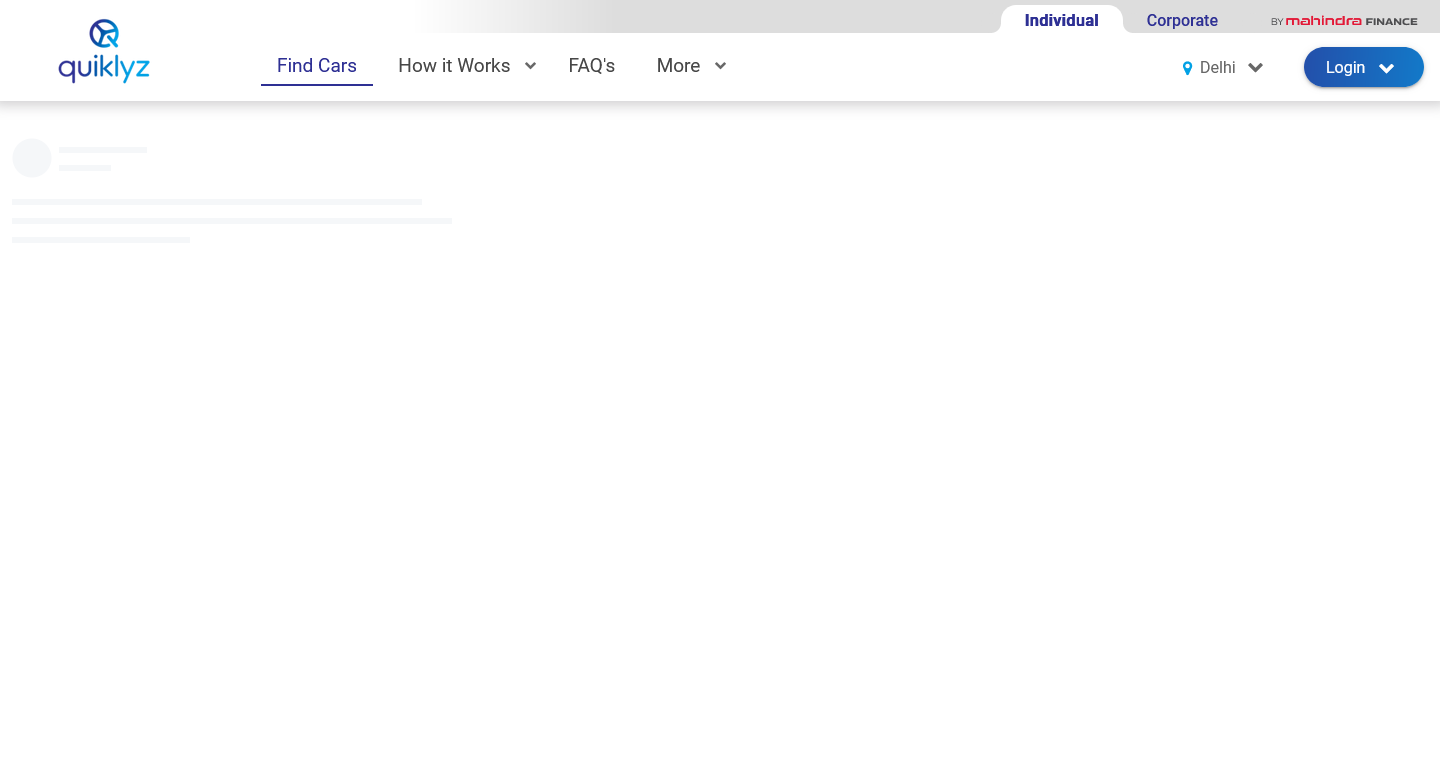 Individual Corporate BY mahindra FINANCE
quiklyz
Find Cars How it Works FAQ's More Delhi Login